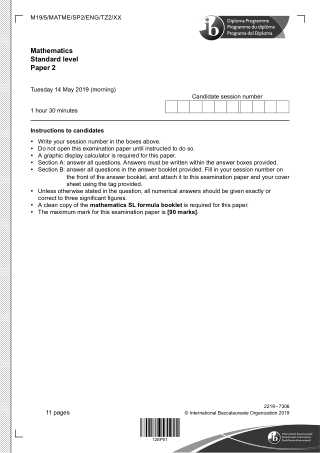 M19/5/MATME/SP2/ENG/TZ2/XX
Diploma Programme
Programme du diplôme
Programa del Diploma
Mathematics
Standard level
Paper 2
Tuesday 14 May 2019 (morning)
Candidate session number
1 hour 30 minutes
Instructions to candidates
• Write your session number in the boxes above.
• Do not open this examination paper until instructed to do so.
• A graphic display calculator is required for this paper.
• Section A: answer all questions. Answers must be written within the answer boxes provided.
• Section B: answer all questions in the answer booklet provided. Fill in your session number on
the front of the answer booklet, and attach it to this examination paper and your cover
sheet using the tag provided.
• Unless otherwise stated in the question, all numerical answers should be given exactly or
correct to three significant figures.
• A clean copy of the mathematics SL formula booklet is required for this paper.
• The maximum mark for this examination paper is [90 marks].
2219–7306
11 pages
© International Baccalaureate Organization 2019
12EP01